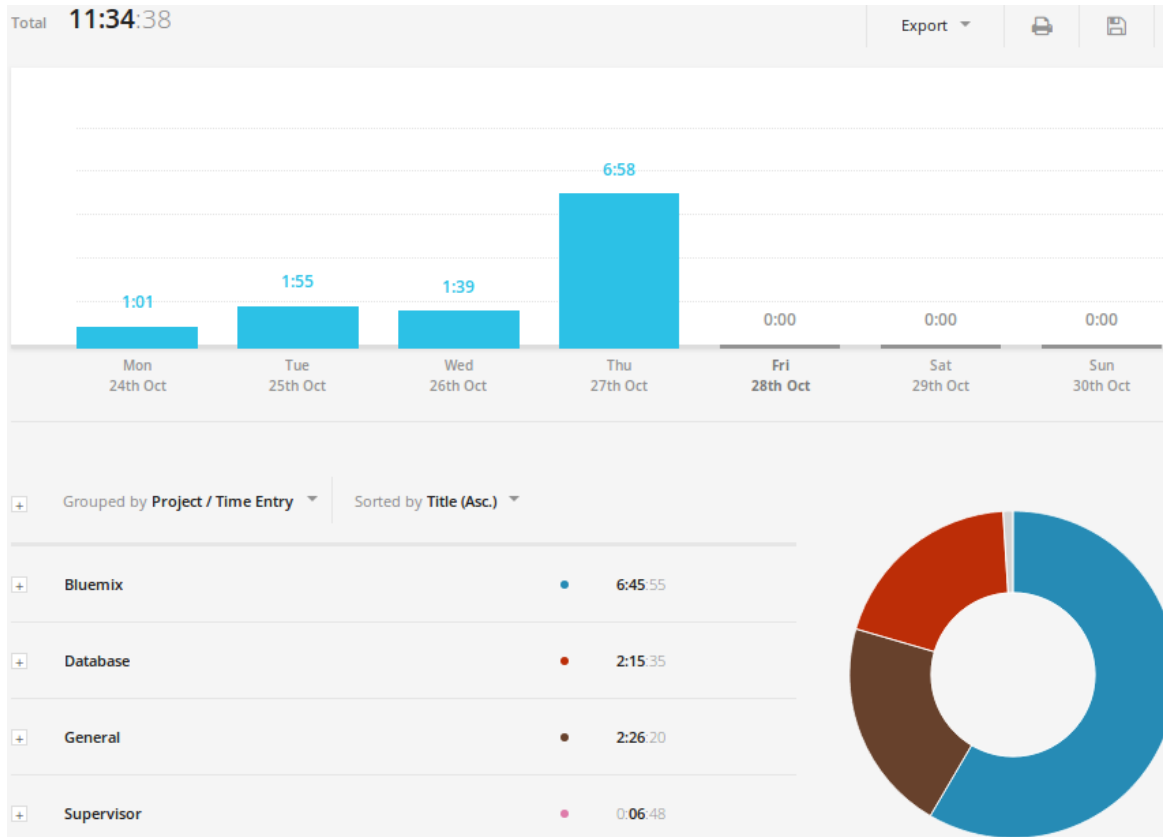 Total 11:34:38 Export
6:58
1:55
1:39
1:01
0:00 0:00 0:00
Mon Tue Wed Thu Fri Sat Sun
24th Oct 25th Oct 26th Oct 27th Oct 28th Oct 29th Oct 30th Oct
Grouped by Project / Time Entry Sorted by Title (Asc.)
Bluemix 6:45:55
Database 2:15:35
General 2:26:20
Supervisor 0:06:48